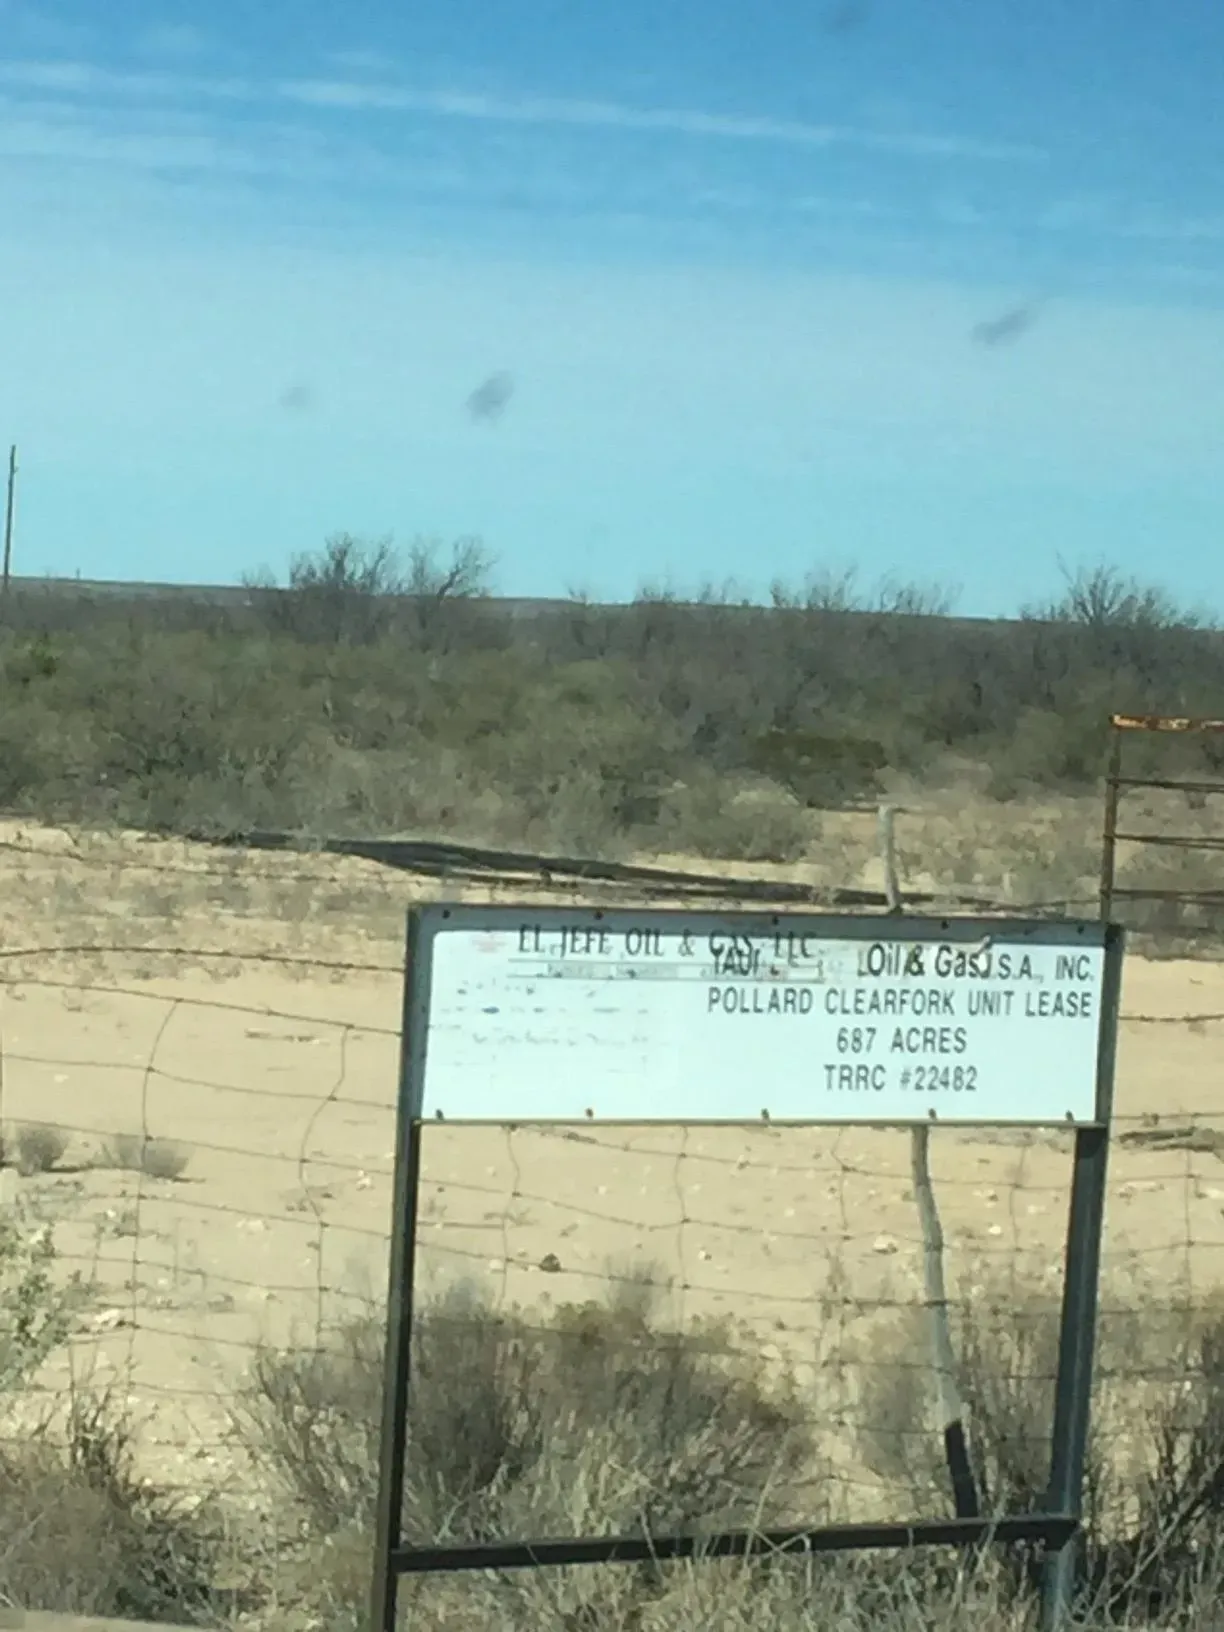 EL JEFE OIL & GAS, LLC
Oil & Gas U.S.A., INC.
POLLARD CLEARFORK UNIT LEASE
687 ACRES
TRRC #22482